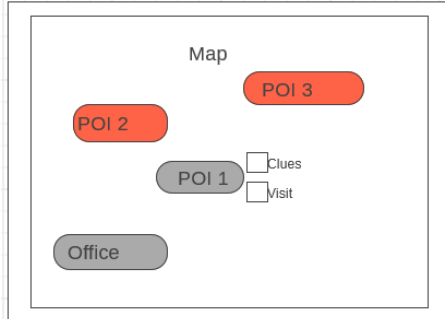 Map
POI 3
POI 2
Clues
POI 1
Visit
Office